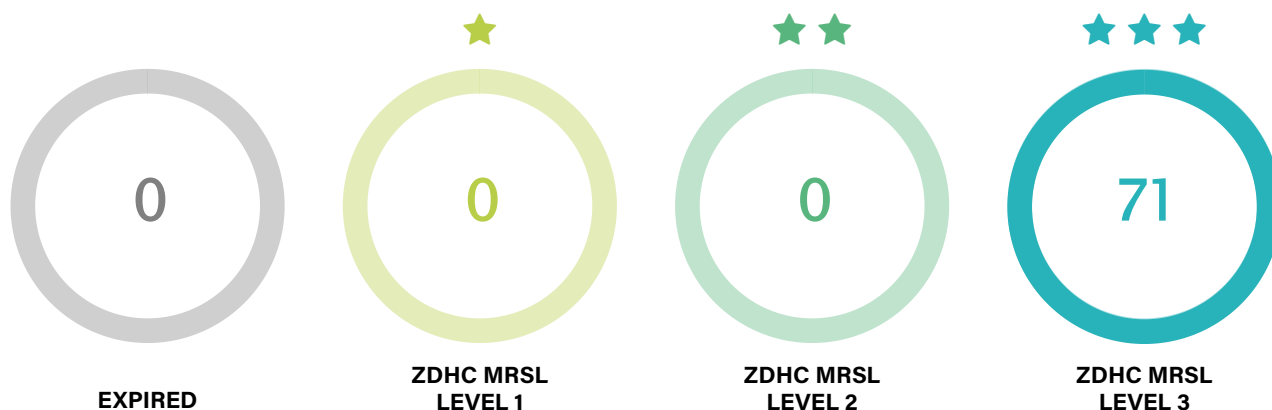 0
0
0
71
EXPIRED
ZDHC MRSL
LEVEL 1
ZDHC MRSL
LEVEL 2
ZDHC MRSL
LEVEL 3